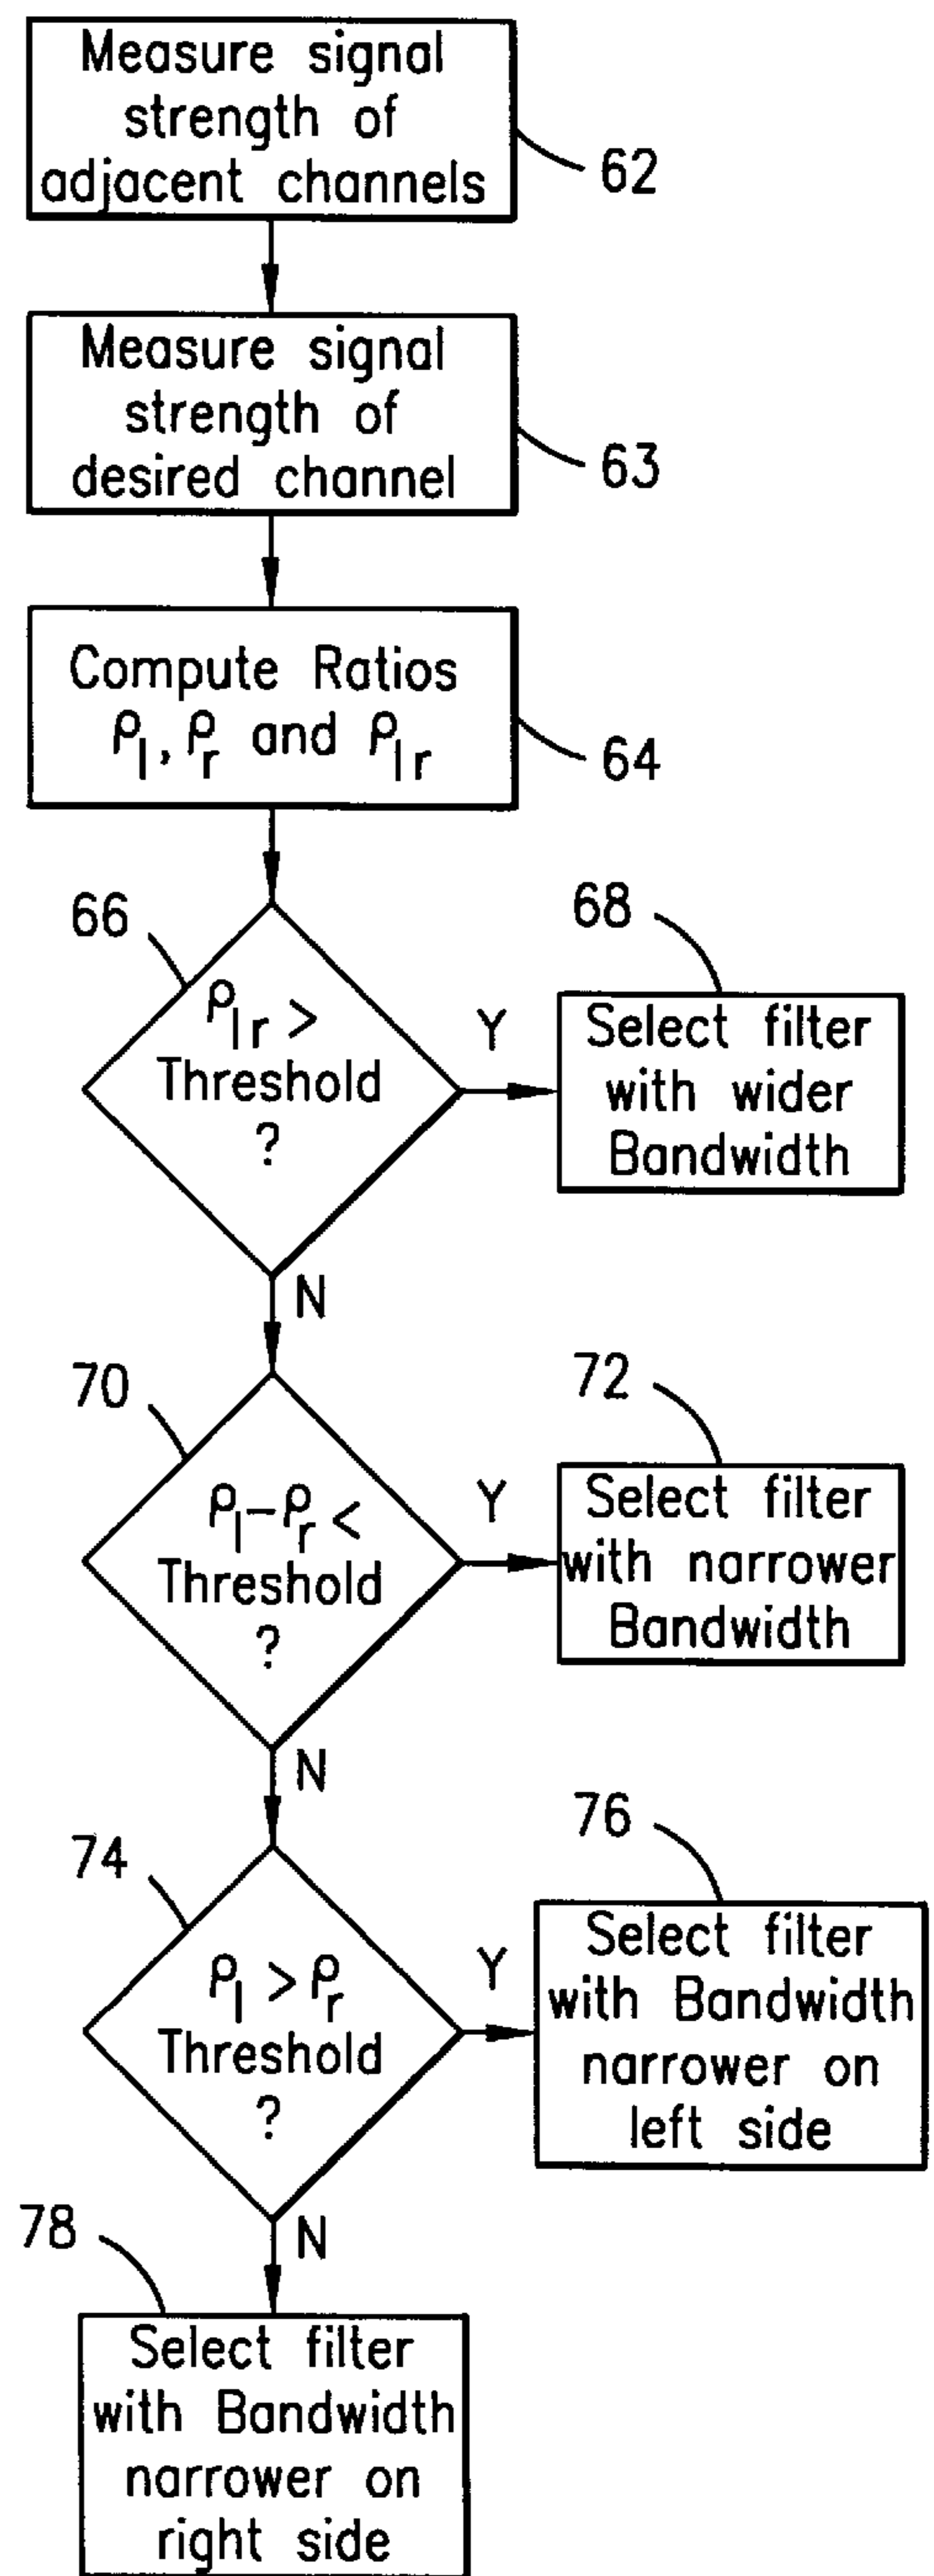 Measure signal
strength of
adjacent channels
62
Measure signal
strength of
desired channel
63
Compute Ratios
ρl, ρr and ρlr
64
66
ρlr >
Threshold
?
Y
68
Select filter
with wider
Bandwidth
N
70
ρl–ρr <
Threshold
?
Y
72
Select filter
with narrower
Bandwidth
N
74
ρl > ρr
Threshold
?
Y
76
Select filter
with Bandwidth
narrower on
left side
N
78
Select filter
with Bandwidth
narrower on
right side